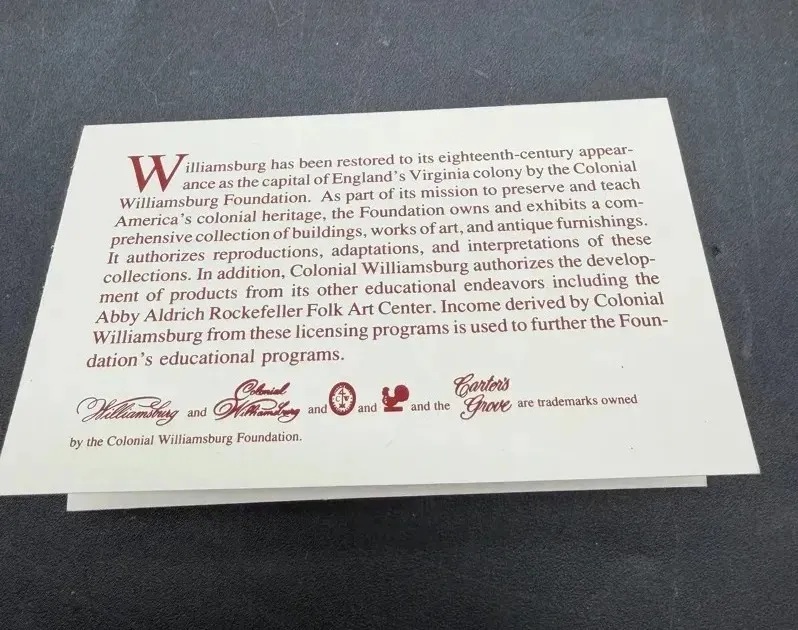 Williamsburg has been restored to its eighteenth-century appear-
ance as the capital of England's Virginia colony by the Colonial
Williamsburg Foundation. As part of its mission to preserve and teach
America's colonial heritage, the Foundation owns and exhibits a com-
prehensive collection of buildings, works of art, and antique furnishings.
It authorizes reproductions, adaptations, and interpretations of these
collections. In addition, Colonial Williamsburg authorizes the develop-
ment of products from its other educational endeavors including the
Abby Aldrich Rockefeller Folk Art Center. Income derived by Colonial
Williamsburg from these licensing programs is used to further the Foun-
dation's educational programs.
Williamsburg and Colonial Williamsburg and CW and and the Carter's Grove are trademarks owned
by the Colonial Williamsburg Foundation.